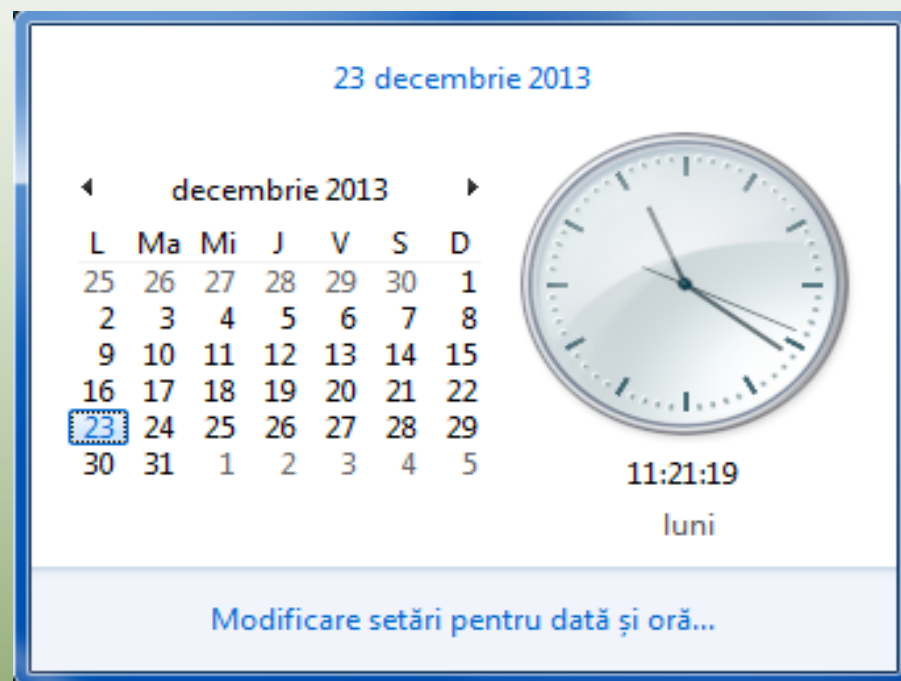 23 decembrie 2013
decembrie 2013
L Ma Mi J V S D
25 26 27 28 29 30 1
2 3 4 5 6 7 8
9 10 11 12 13 14 15
16 17 18 19 20 21 22
23 24 25 26 27 28 29
30 31 1 2 3 4 5
11:21:19
luni
Modificare setări pentru dată și oră...